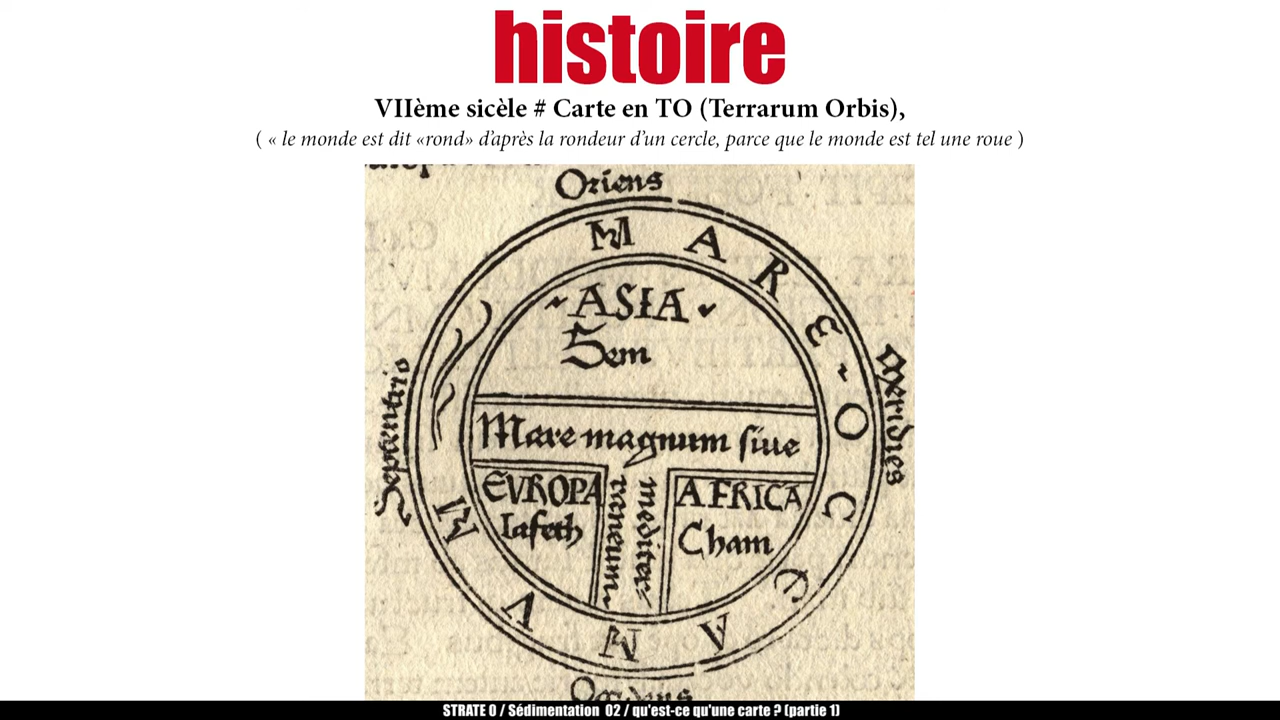 histoire
VIIème sicèle # Carte en TO (Terrarum Orbis),
( « le monde est dit «rond» d'après la rondeur d'un cercle, parce que le monde est tel une roue )
Oriens
MARE OCEANUM
ASIA
Sem
Septentrio
Meridies
Mare magnum siue
EVROPA
Iafeth
mediter
raneum
AFRICA
Cham
STRATE 0 / Sédimentation 02 / qu'est-ce qu'une carte ? (partie 1)